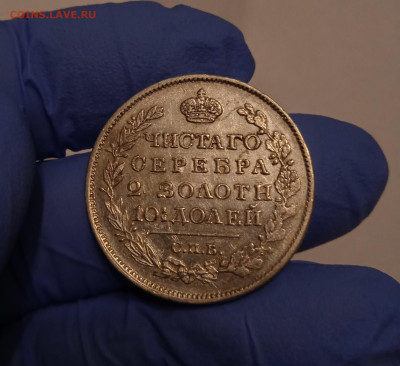 COINS.LAVE.RU
ЧИСТАГО
СЕРЕБРА
2 ЗОЛОТН
10½ ДОЛЕЙ
С.П.Б.